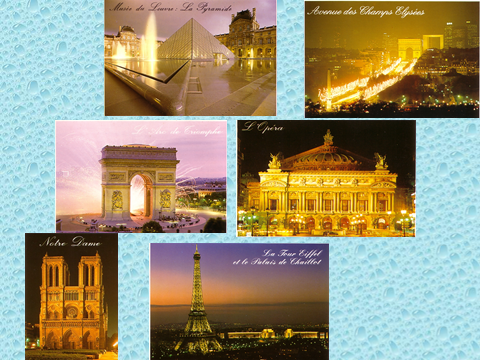 Musée du Louvre : La Pyramide
Avenue des Champs Elysées
L'Arc de Triomphe
L'Opéra
Notre Dame
La Tour Eiffel
et le Palais de Chaillot